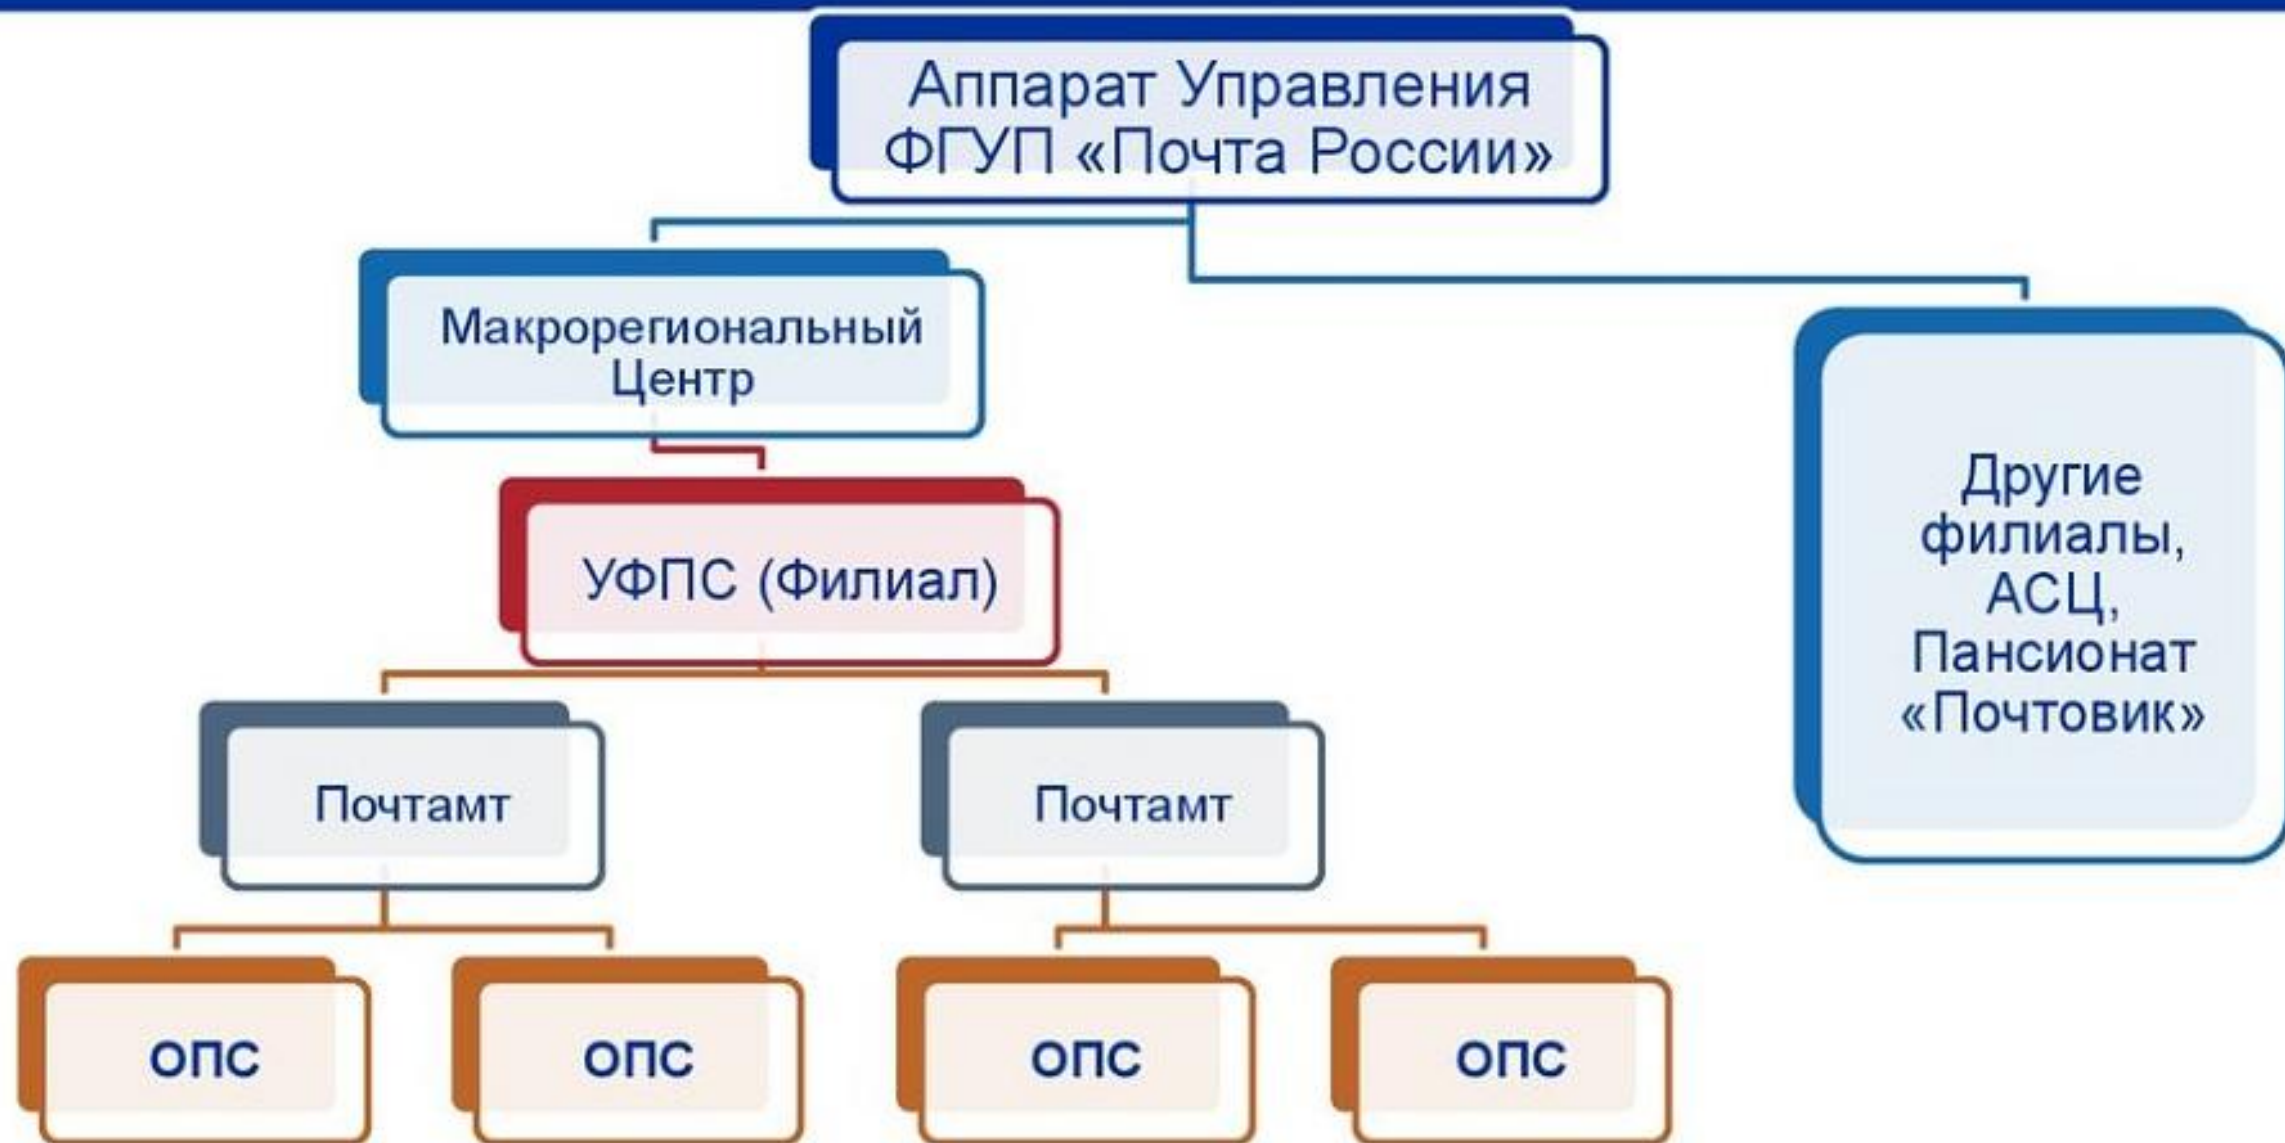 Аппарат Управления
ФГУП «Почта России»
Макрорегиональный
Центр
УФПС (Филиал)
Другие
филиалы,
АСЦ,
Пансионат
«Почтовик»
Почтамт
Почтамт
ОПС
ОПС
ОПС
ОПС